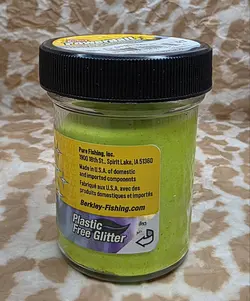 Pure Fishing, Inc.
1900 18th St., Spirit Lake, IA 51360
Made in U.S.A. of domestic
and imported components
Fabriqué aux U.S.A. avec des
produits domestiques et importés
Berkley-Fishing.com
Plastic
Free Glitter